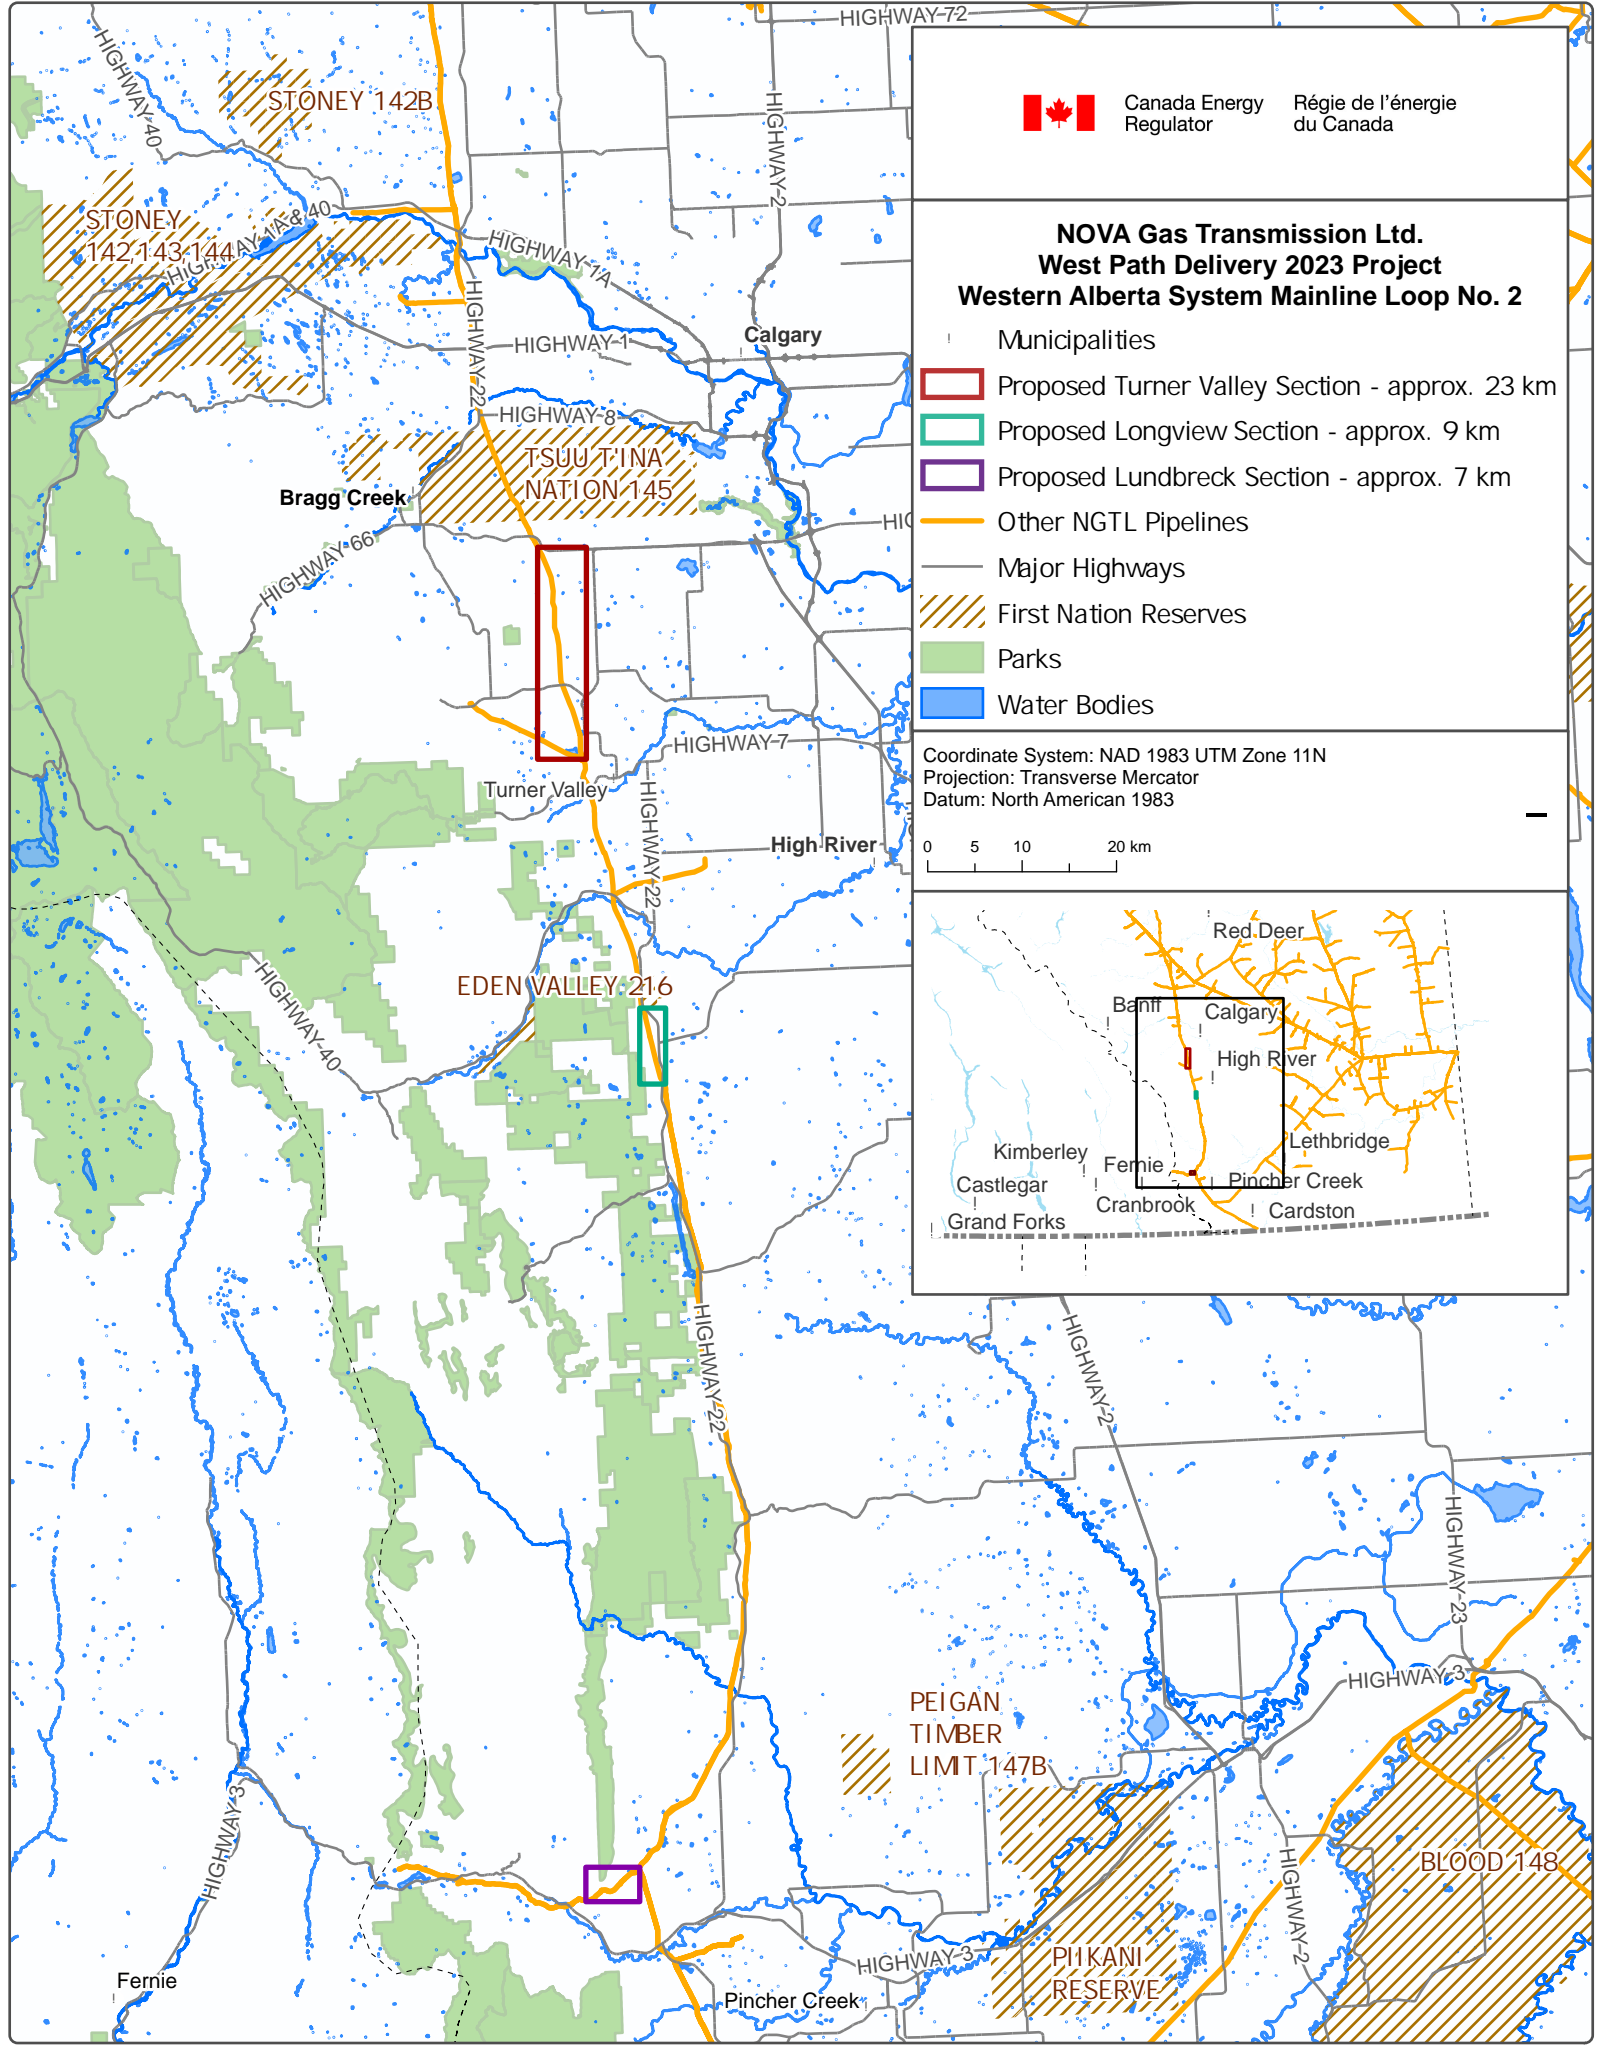 HIGHWAY 72
HIGHWAY 40
STONEY 142B
HIGHWAY 2
Canada Energy
Regulator
Régie de l'énergie
du Canada
STONEY
142,143,144
HIGHWAY 1A & 40
HIGHWAY 1A
NOVA Gas Transmission Ltd.
West Path Delivery 2023 Project
Western Alberta System Mainline Loop No. 2
Municipalities
Proposed Turner Valley Section - approx. 23 km
Proposed Longview Section - approx. 9 km
Proposed Lundbreck Section - approx. 7 km
Other NGTL Pipelines
Major Highways
First Nation Reserves
Parks
Water Bodies
HIGHWAY 22
HIGHWAY 1
Calgary
HIGHWAY 8
TSUU T'INA
NATION 145
Bragg Creek
HIGHWAY 66
HIGHWAY 7
Turner Valley
HIGHWAY 22
High River
Coordinate System: NAD 1983 UTM Zone 11N
Projection: Transverse Mercator
Datum: North American 1983
0 5 10 20 km
EDEN VALLEY 216
HIGHWAY 40
Red Deer
Banff
Calgary
High River
Lethbridge
Kimberley
Fernie
Castlegar
Pincher Creek
Cranbrook
Cardston
Grand Forks
HIGHWAY 22
HIGHWAY 2
HIGHWAY 23
HIGHWAY 3
PEIGAN
TIMBER
LIMIT 147B
HIGHWAY 3
BLOOD 148
HIGHWAY 2
HIGHWAY 3
PIIKANI
RESERVE
Fernie
Pincher Creek